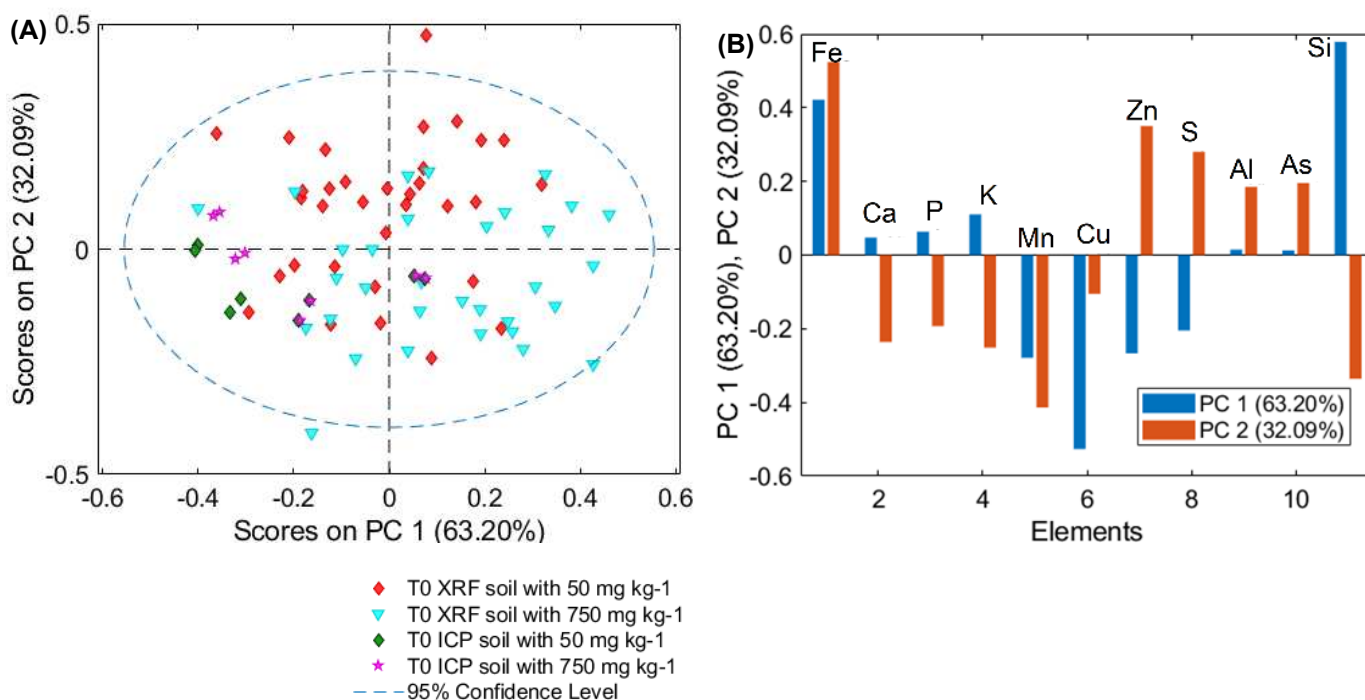 (A)
0.5
0
-0.5
Scores on PC 2 (32.09%)
-0.6 -0.4 -0.2 0 0.2 0.4 0.6
Scores on PC 1 (63.20%)
T0 XRF soil with 50 mg kg-1
T0 XRF soil with 750 mg kg-1
T0 ICP soil with 50 mg kg-1
T0 ICP soil with 750 mg kg-1
95% Confidence Level
(B)
0.6
0.4
0.2
0
-0.2
-0.4
-0.6
PC 1 (63.20%), PC 2 (32.09%)
Fe
Ca
P
K
Mn
Cu
Zn
S
Al
As
Si
PC 1 (63.20%)
PC 2 (32.09%)
2 4 6 8 10
Elements